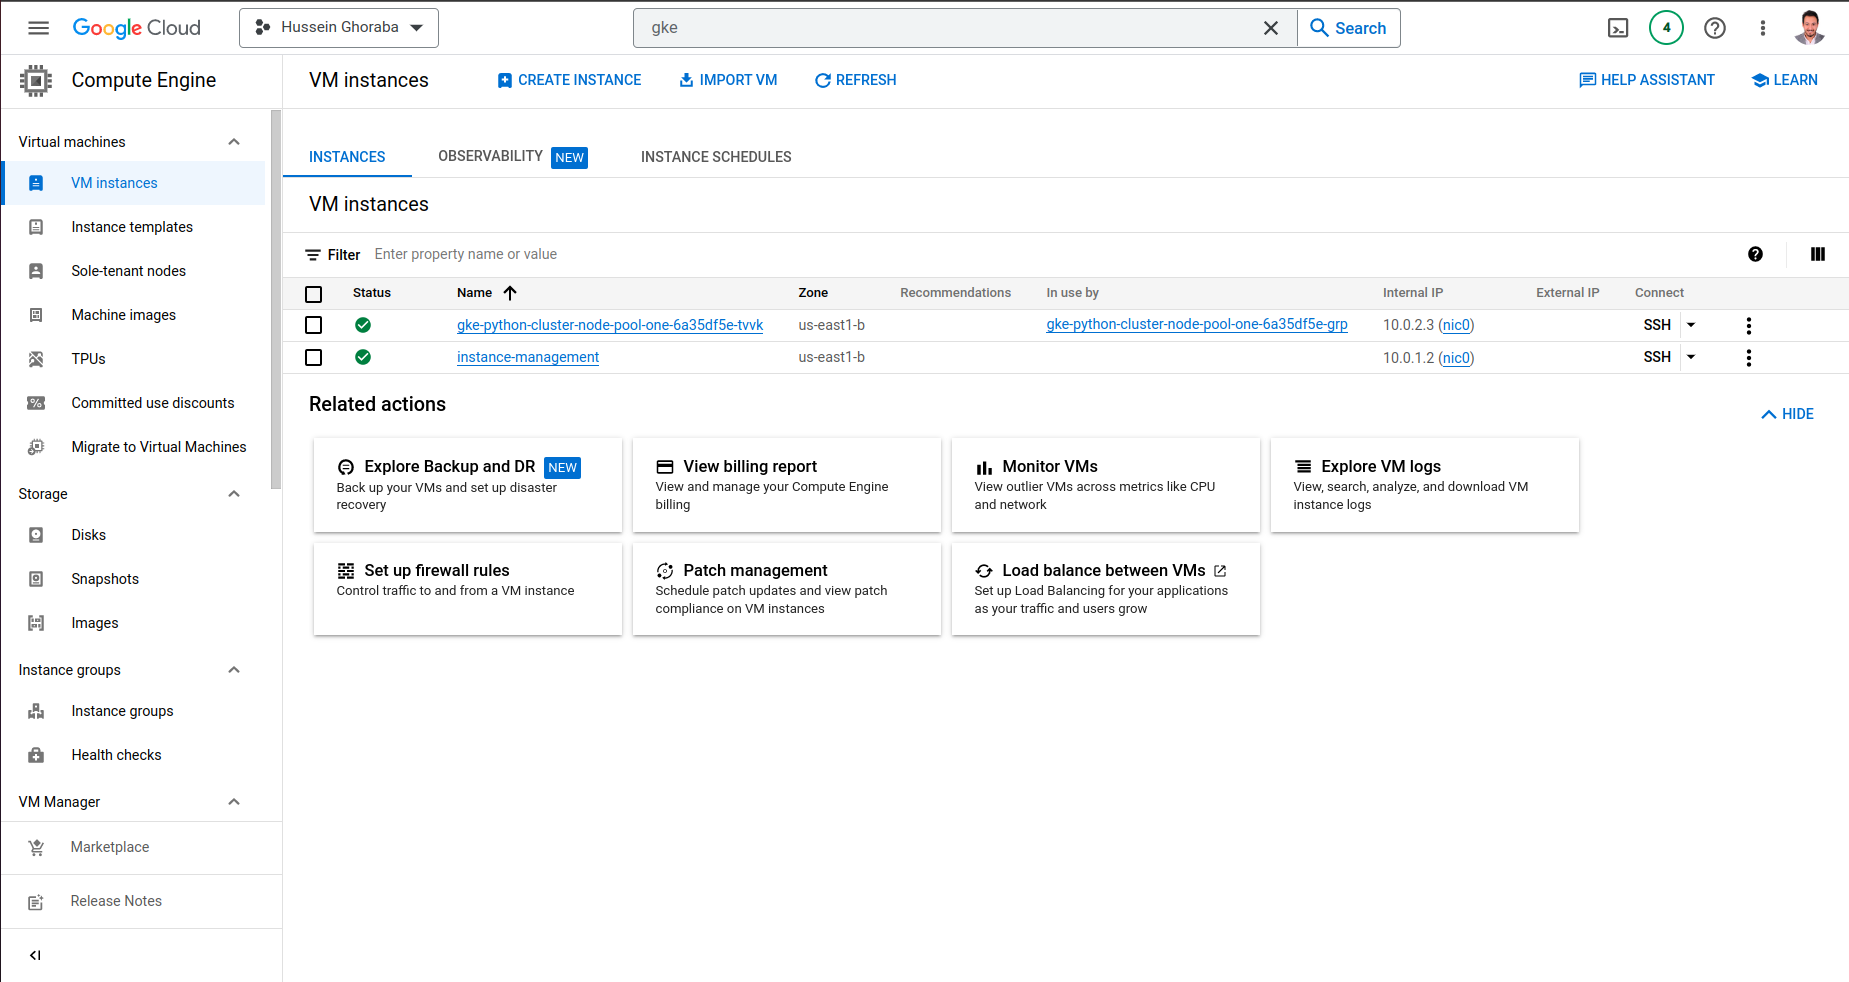 Google Cloud
Hussein Ghoraba
gke
Search
4
Compute Engine
VM instances
CREATE INSTANCE
IMPORT VM
REFRESH
HELP ASSISTANT
LEARN
Virtual machines
VM instances
Instance templates
Sole-tenant nodes
Machine images
TPUs
Committed use discounts
Migrate to Virtual Machines
Storage
Disks
Snapshots
Images
Instance groups
Instance groups
Health checks
VM Manager
Marketplace
Release Notes
INSTANCES
OBSERVABILITY NEW
INSTANCE SCHEDULES
VM instances
Filter Enter property name or value
Status Name Zone Recommendations In use by Internal IP External IP Connect
gke-python-cluster-node-pool-one-6a35df5e-tvvk us-east1-b gke-python-cluster-node-pool-one-6a35df5e-grp 10.0.2.3 (nic0) SSH
instance-management us-east1-b 10.0.1.2 (nic0) SSH
Related actions
HIDE
Explore Backup and DR NEW
Back up your VMs and set up disaster
recovery
View billing report
View and manage your Compute Engine
billing
Monitor VMs
View outlier VMs across metrics like CPU
and network
Explore VM logs
View, search, analyze, and download VM
instance logs
Set up firewall rules
Control traffic to and from a VM instance
Patch management
Schedule patch updates and view patch
compliance on VM instances
Load balance between VMs
Set up Load Balancing for your applications
as your traffic and users grow